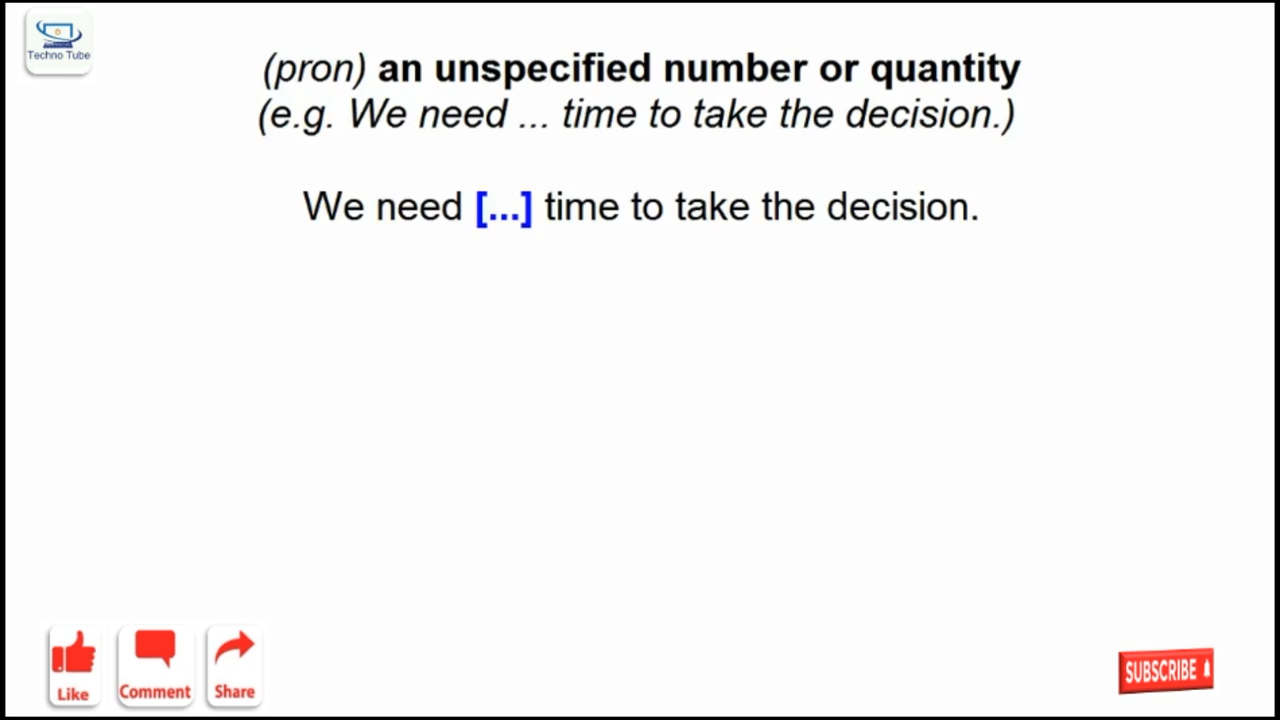 Techno Tube
(pron) an unspecified number or quantity
(e.g. We need ... time to take the decision.)
We need [...] time to take the decision.
Like Comment Share
SUBSCRIBE